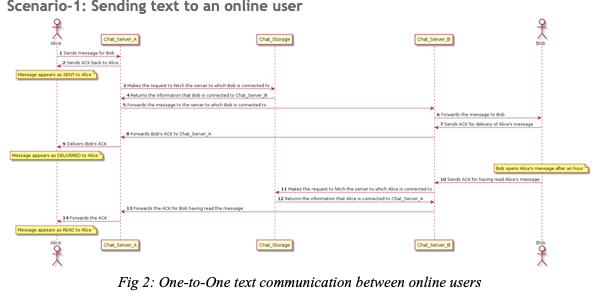 Scenario-1: Sending text to an online user
Alice
Chat_Server_A
Chat_Storage
Chat_Server_B
Bob
1 Sends message for Bob
2 Sends ACK back to Alice
Message appears as SENT to Alice
3 Makes the request to fetch the server to which Bob is connected to
4 Returns the information that Bob is connected to Chat_Server_B
5 Forwards the message to the server to which Bob is connected to
6 Forwards the message to Bob
7 Sends ACK for delivery of Alice's message
8 Forwards Bob's ACK to Chat_Server_A
9 Delivers Bob's ACK
Message appears as DELIVERED to Alice
Bob opens Alice's message after an hour
10 Sends ACK for having read Alice's message
11 Makes the request to fetch the server to which Alice is connected to
12 Returns the information that Alice is connected to Chat_Server_A
13 Forwards the ACK for Bob having read the message
14 Forwards the ACK
Message appears as READ to Alice
Alice
Chat_Server_A
Chat_Storage
Chat_Server_B
Bob
Fig 2: One-to-One text communication between online users